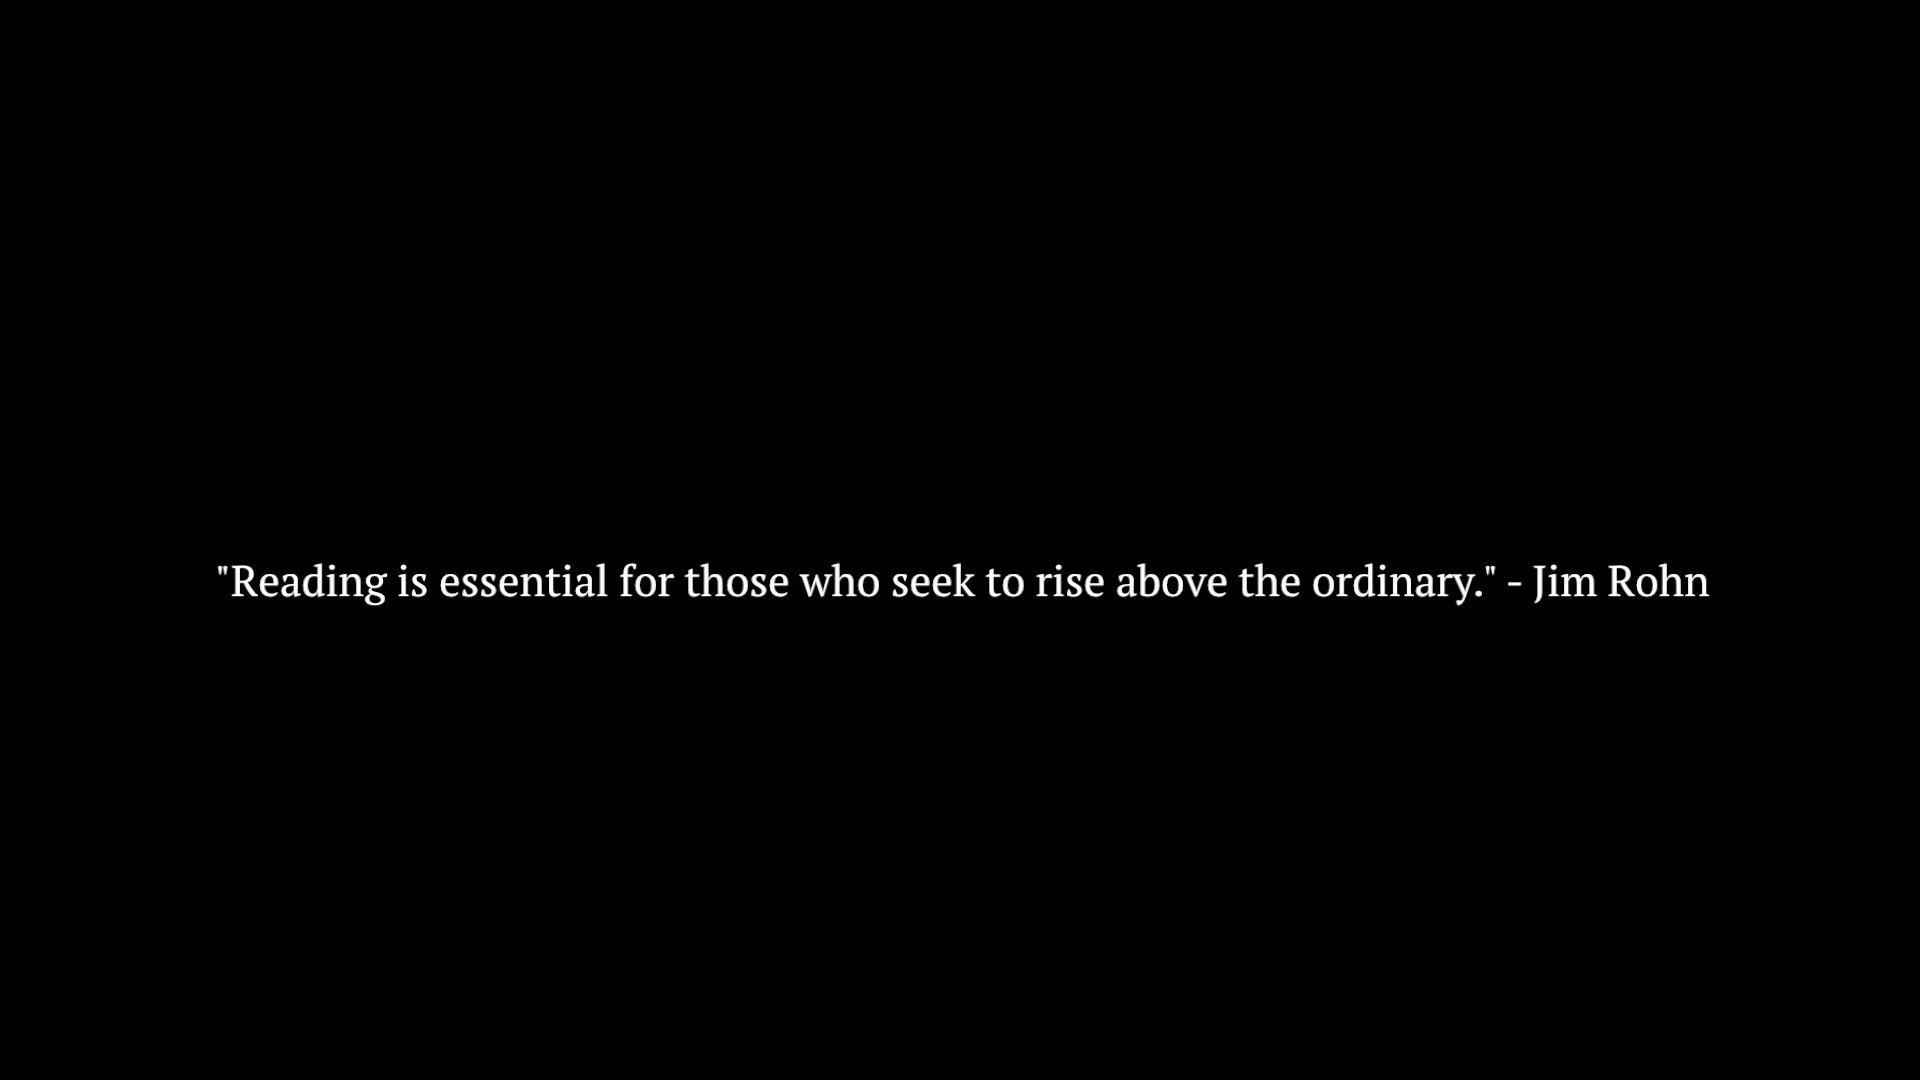 "Reading is essential for those who seek to rise above the ordinary." - Jim Rohn